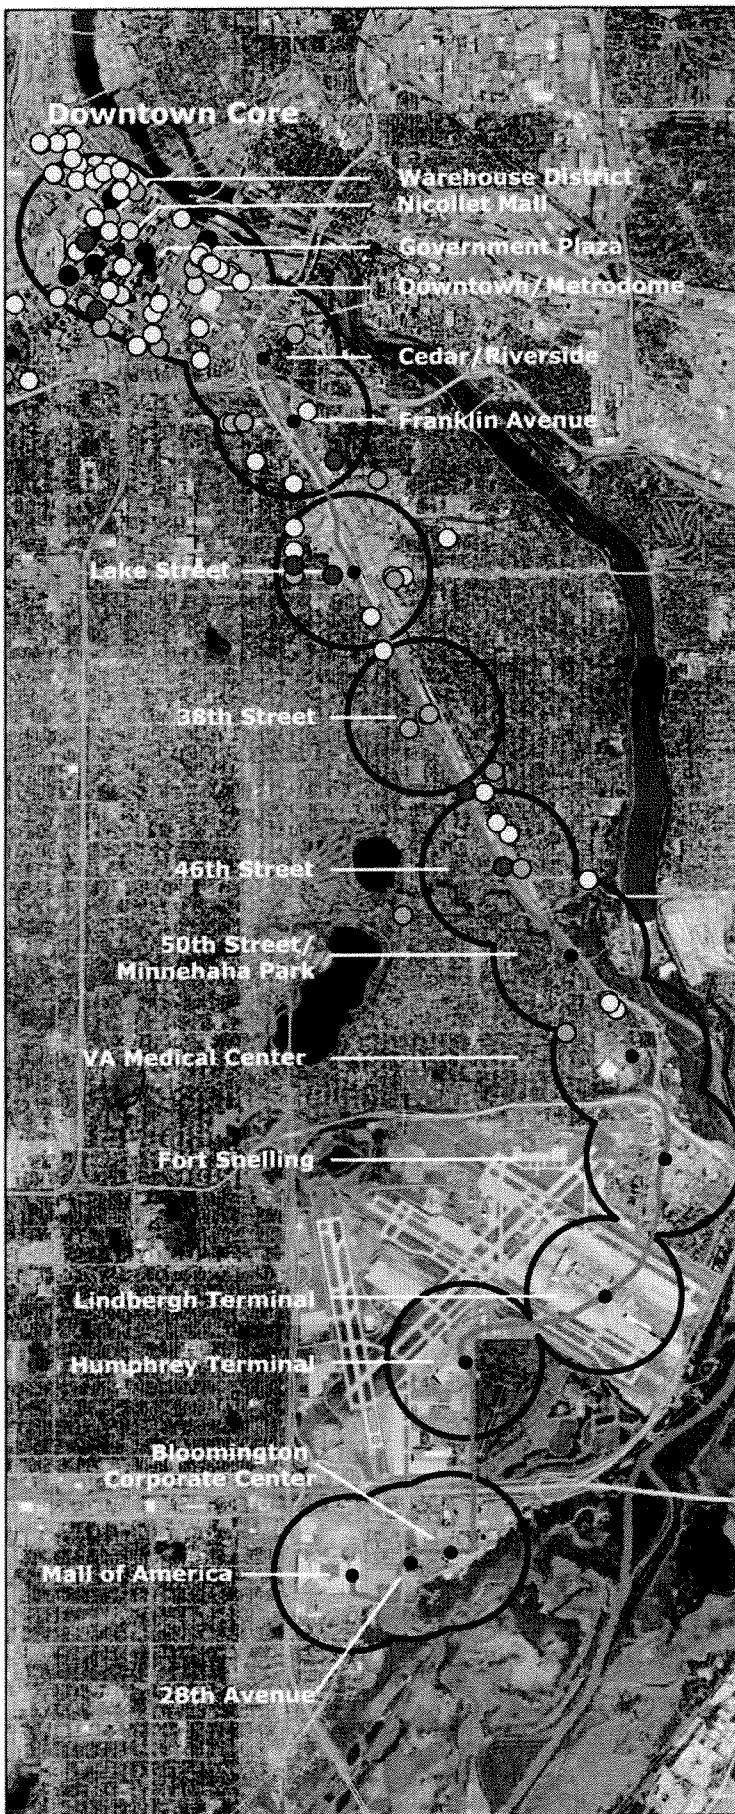 Downtown Core
Warehouse District
Nicollet Mall
Government Plaza
Downtown/Metrodome
Cedar/Riverside
Franklin Avenue
Lake Street
38th Street
46th Street
50th Street/
Minnehaha Park
VA Medical Center
Fort Snelling
Lindbergh Terminal
Humphrey Terminal
Bloomington
Corporate Center
Mall of America
28th Avenue